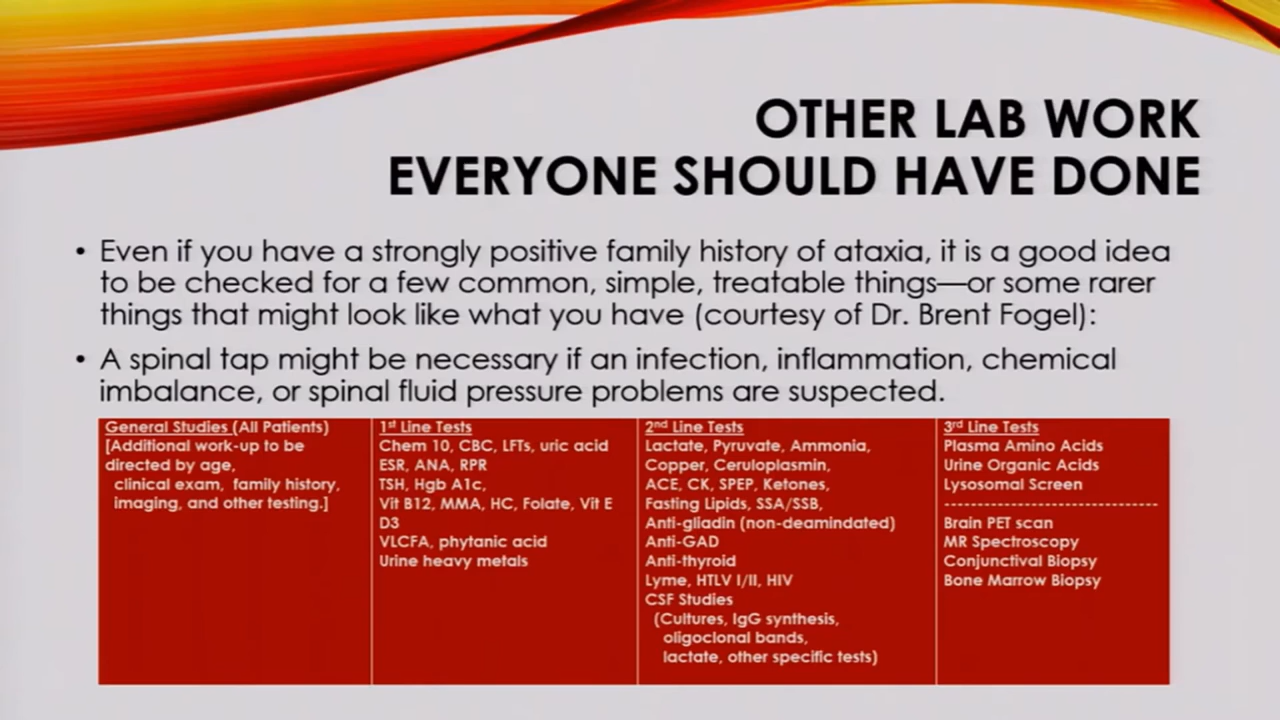 OTHER LAB WORK
EVERYONE SHOULD HAVE DONE
• Even if you have a strongly positive family history of ataxia, it is a good idea
to be checked for a few common, simple, treatable things—or some rarer
things that might look like what you have (courtesy of Dr. Brent Fogel):
• A spinal tap might be necessary if an infection, inflammation, chemical
imbalance, or spinal fluid pressure problems are suspected.
General Studies (All Patients)
[Additional work-up to be
directed by age,
clinical exam, family history,
imaging, and other testing.]
1st Line Tests
Chem 10, CBC, LFTs, uric acid
ESR, ANA, RPR
TSH, Hgb A1c,
Vit B12, MMA, HC, Folate, Vit E
D3
VLCFA, phytanic acid
Urine heavy metals
2nd Line Tests
Lactate, Pyruvate, Ammonia,
Copper, Ceruloplasmin,
ACE, CK, SPEP, Ketones,
Fasting Lipids, SSA/SSB,
Anti-gliadin (non-deamindated)
Anti-GAD
Anti-thyroid
Lyme, HTLV I/II, HIV
CSF Studies
(Cultures, IgG synthesis,
oligoclonal bands,
lactate, other specific tests)
3rd Line Tests
Plasma Amino Acids
Urine Organic Acids
Lysosomal Screen
-----------------------------
Brain PET scan
MR Spectroscopy
Conjunctival Biopsy
Bone Marrow Biopsy